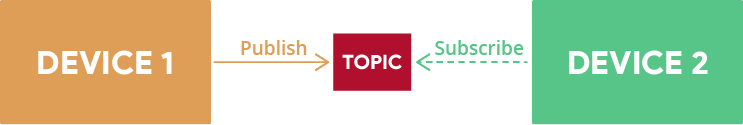 Publish
Subscribe
DEVICE 1
TOPIC
DEVICE 2